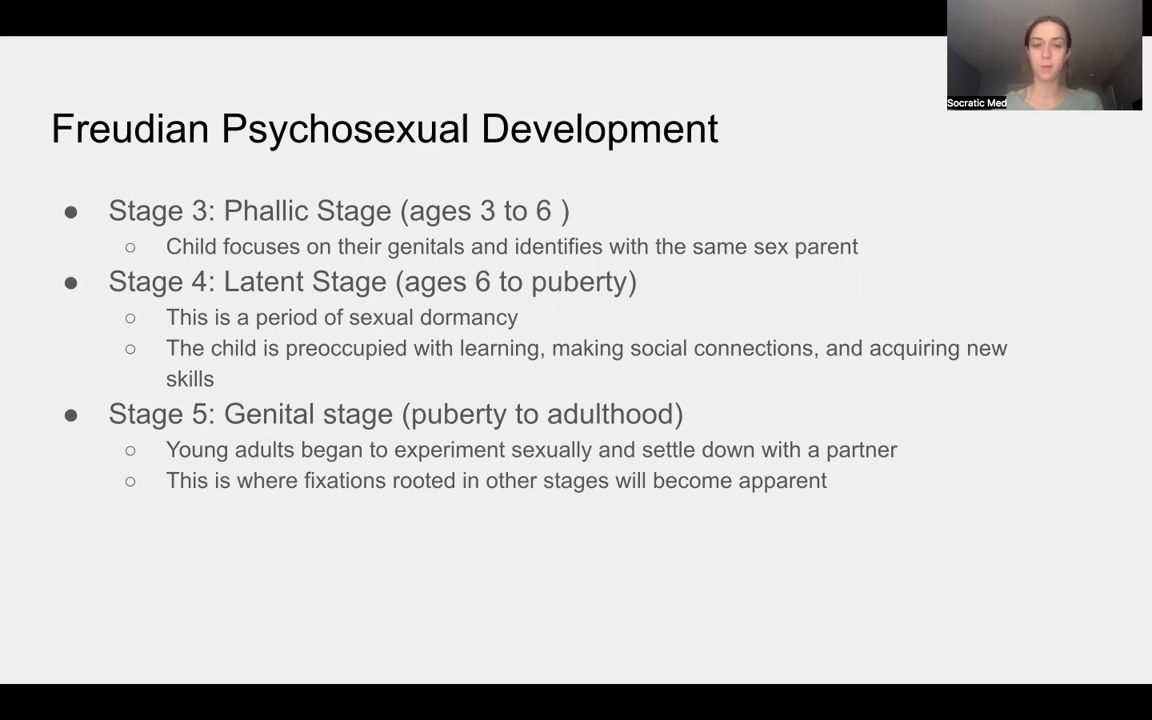 Socratic Med
Freudian Psychosexual Development
● Stage 3: Phallic Stage (ages 3 to 6 )
○ Child focuses on their genitals and identifies with the same sex parent
● Stage 4: Latent Stage (ages 6 to puberty)
○ This is a period of sexual dormancy
○ The child is preoccupied with learning, making social connections, and acquiring new
skills
● Stage 5: Genital stage (puberty to adulthood)
○ Young adults began to experiment sexually and settle down with a partner
○ This is where fixations rooted in other stages will become apparent